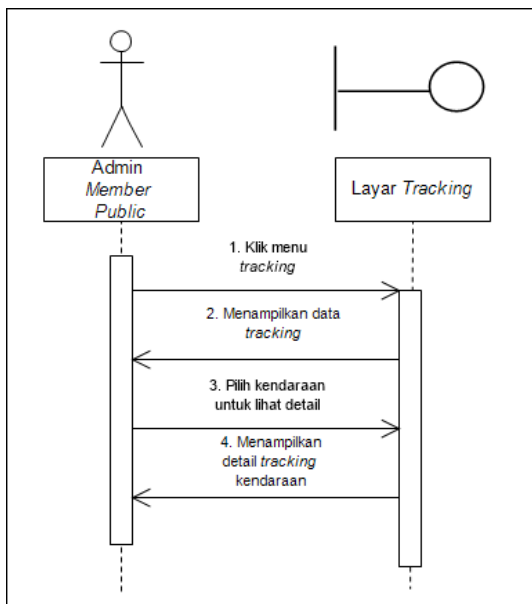 Admin
Member
Public
Layar Tracking
1. Klik menu
tracking
2. Menampilkan data
tracking
3. Pilih kendaraan
untuk lihat detail
4. Menampilkan
detail tracking
kendaraan